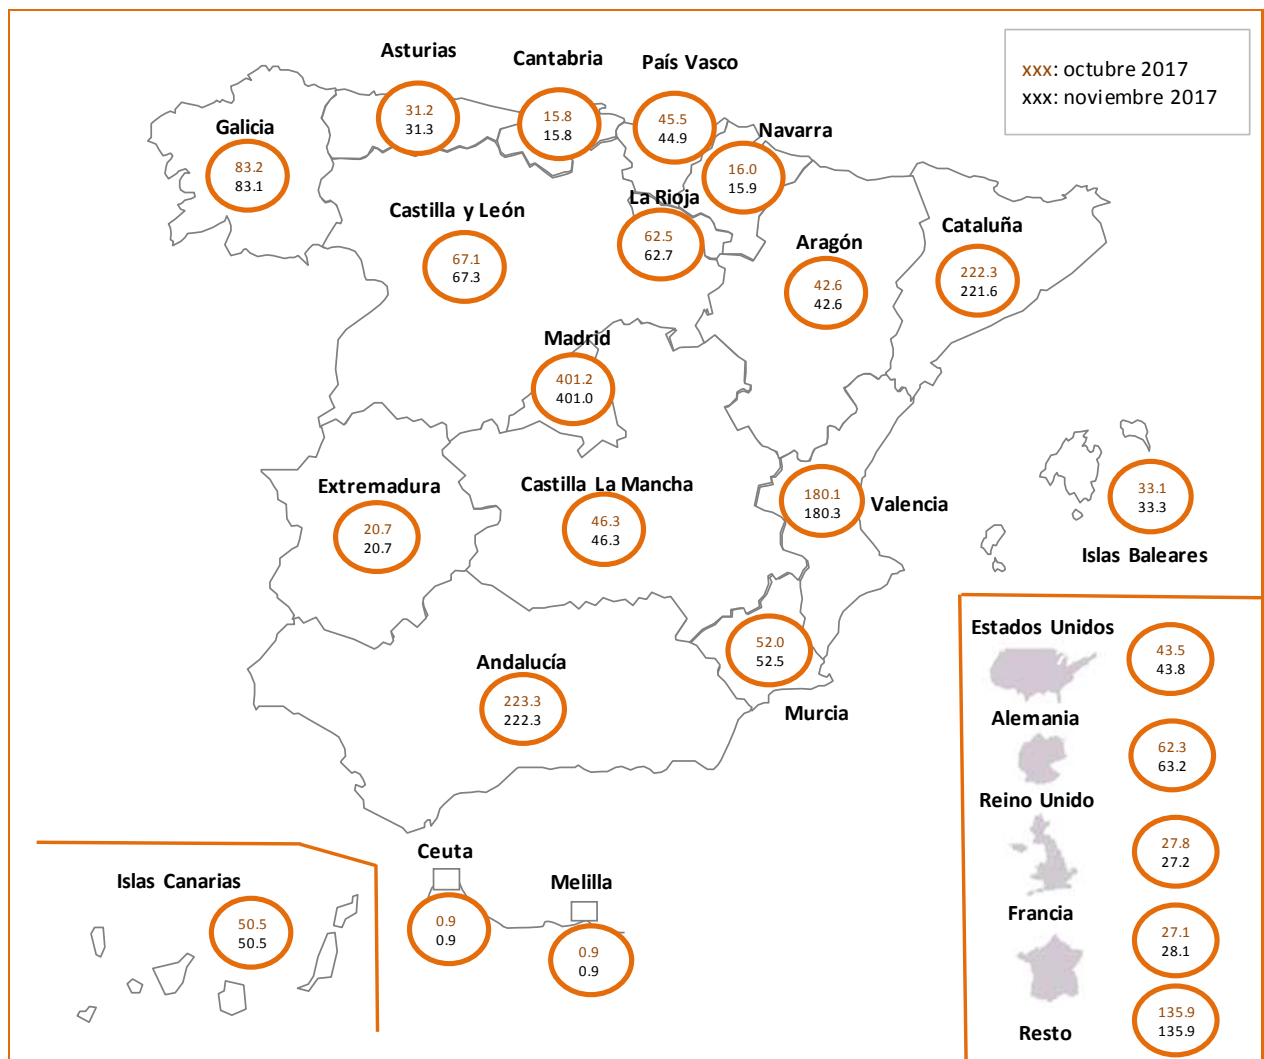 Asturias
31.2
31.3
Cantabria
15.8
15.8
País Vasco
45.5
44.9
xxx: octubre 2017
xxx: noviembre 2017
Galicia
83.2
83.1
Navarra
16.0
15.9
La Rioja
62.5
62.7
Castilla y León
67.1
67.3
Aragón
42.6
42.6
Cataluña
222.3
221.6
Madrid
401.2
401.0
Extremadura
20.7
20.7
Castilla La Mancha
46.3
46.3
180.1
180.3
Valencia
33.1
33.3
Islas Baleares
Andalucía
223.3
222.3
52.0
52.5
Murcia
Estados Unidos
43.5
43.8
Alemania
62.3
63.2
Reino Unido
27.8
27.2
Francia
27.1
28.1
Resto
135.9
135.9
Islas Canarias
50.5
50.5
Ceuta
0.9
0.9
Melilla
0.9
0.9